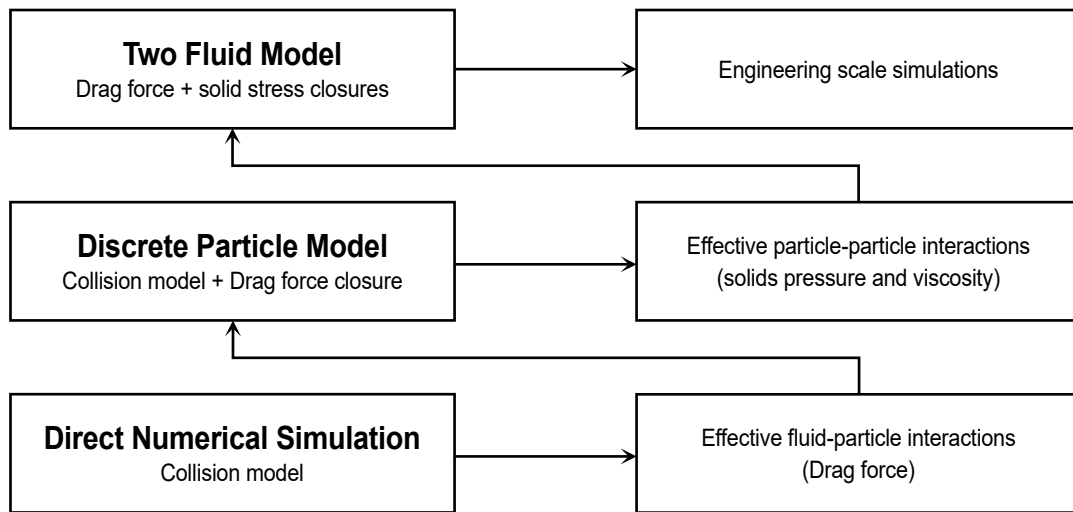 Two Fluid Model
Drag force + solid stress closures
Engineering scale simulations
Discrete Particle Model
Collision model + Drag force closure
Effective particle-particle interactions
(solids pressure and viscosity)
Direct Numerical Simulation
Collision model
Effective fluid-particle interactions
(Drag force)